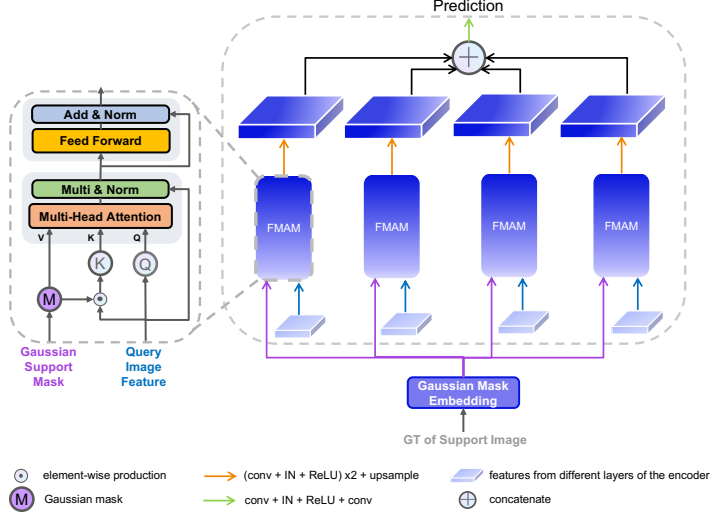 Prediction
Add & Norm
Feed Forward
Multi & Norm
Multi-Head Attention
V
K
Q
K
Q
M
Gaussian
Support
Mask
Query
Image
Feature
FMAM
FMAM
FMAM
FMAM
Gaussian Mask
Embedding
GT of Support Image
element-wise production
(conv + IN + ReLU) x2 + upsample
features from different layers of the encoder
M
Gaussian mask
conv + IN + ReLU + conv
concatenate